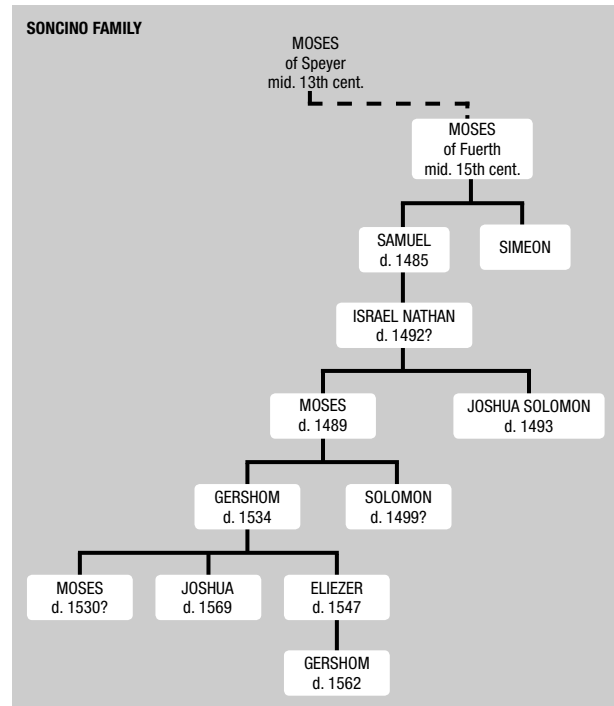 SONCINO FAMILY
MOSES
of Speyer
mid. 13th cent.
MOSES
of Fuerth
mid. 15th cent.
SAMUEL
d. 1485
SIMEON
ISRAEL NATHAN
d. 1492?
MOSES
d. 1489
JOSHUA SOLOMON
d. 1493
GERSHOM
d. 1534
SOLOMON
d. 1499?
MOSES
d. 1530?
JOSHUA
d. 1569
ELIEZER
d. 1547
GERSHOM
d. 1562